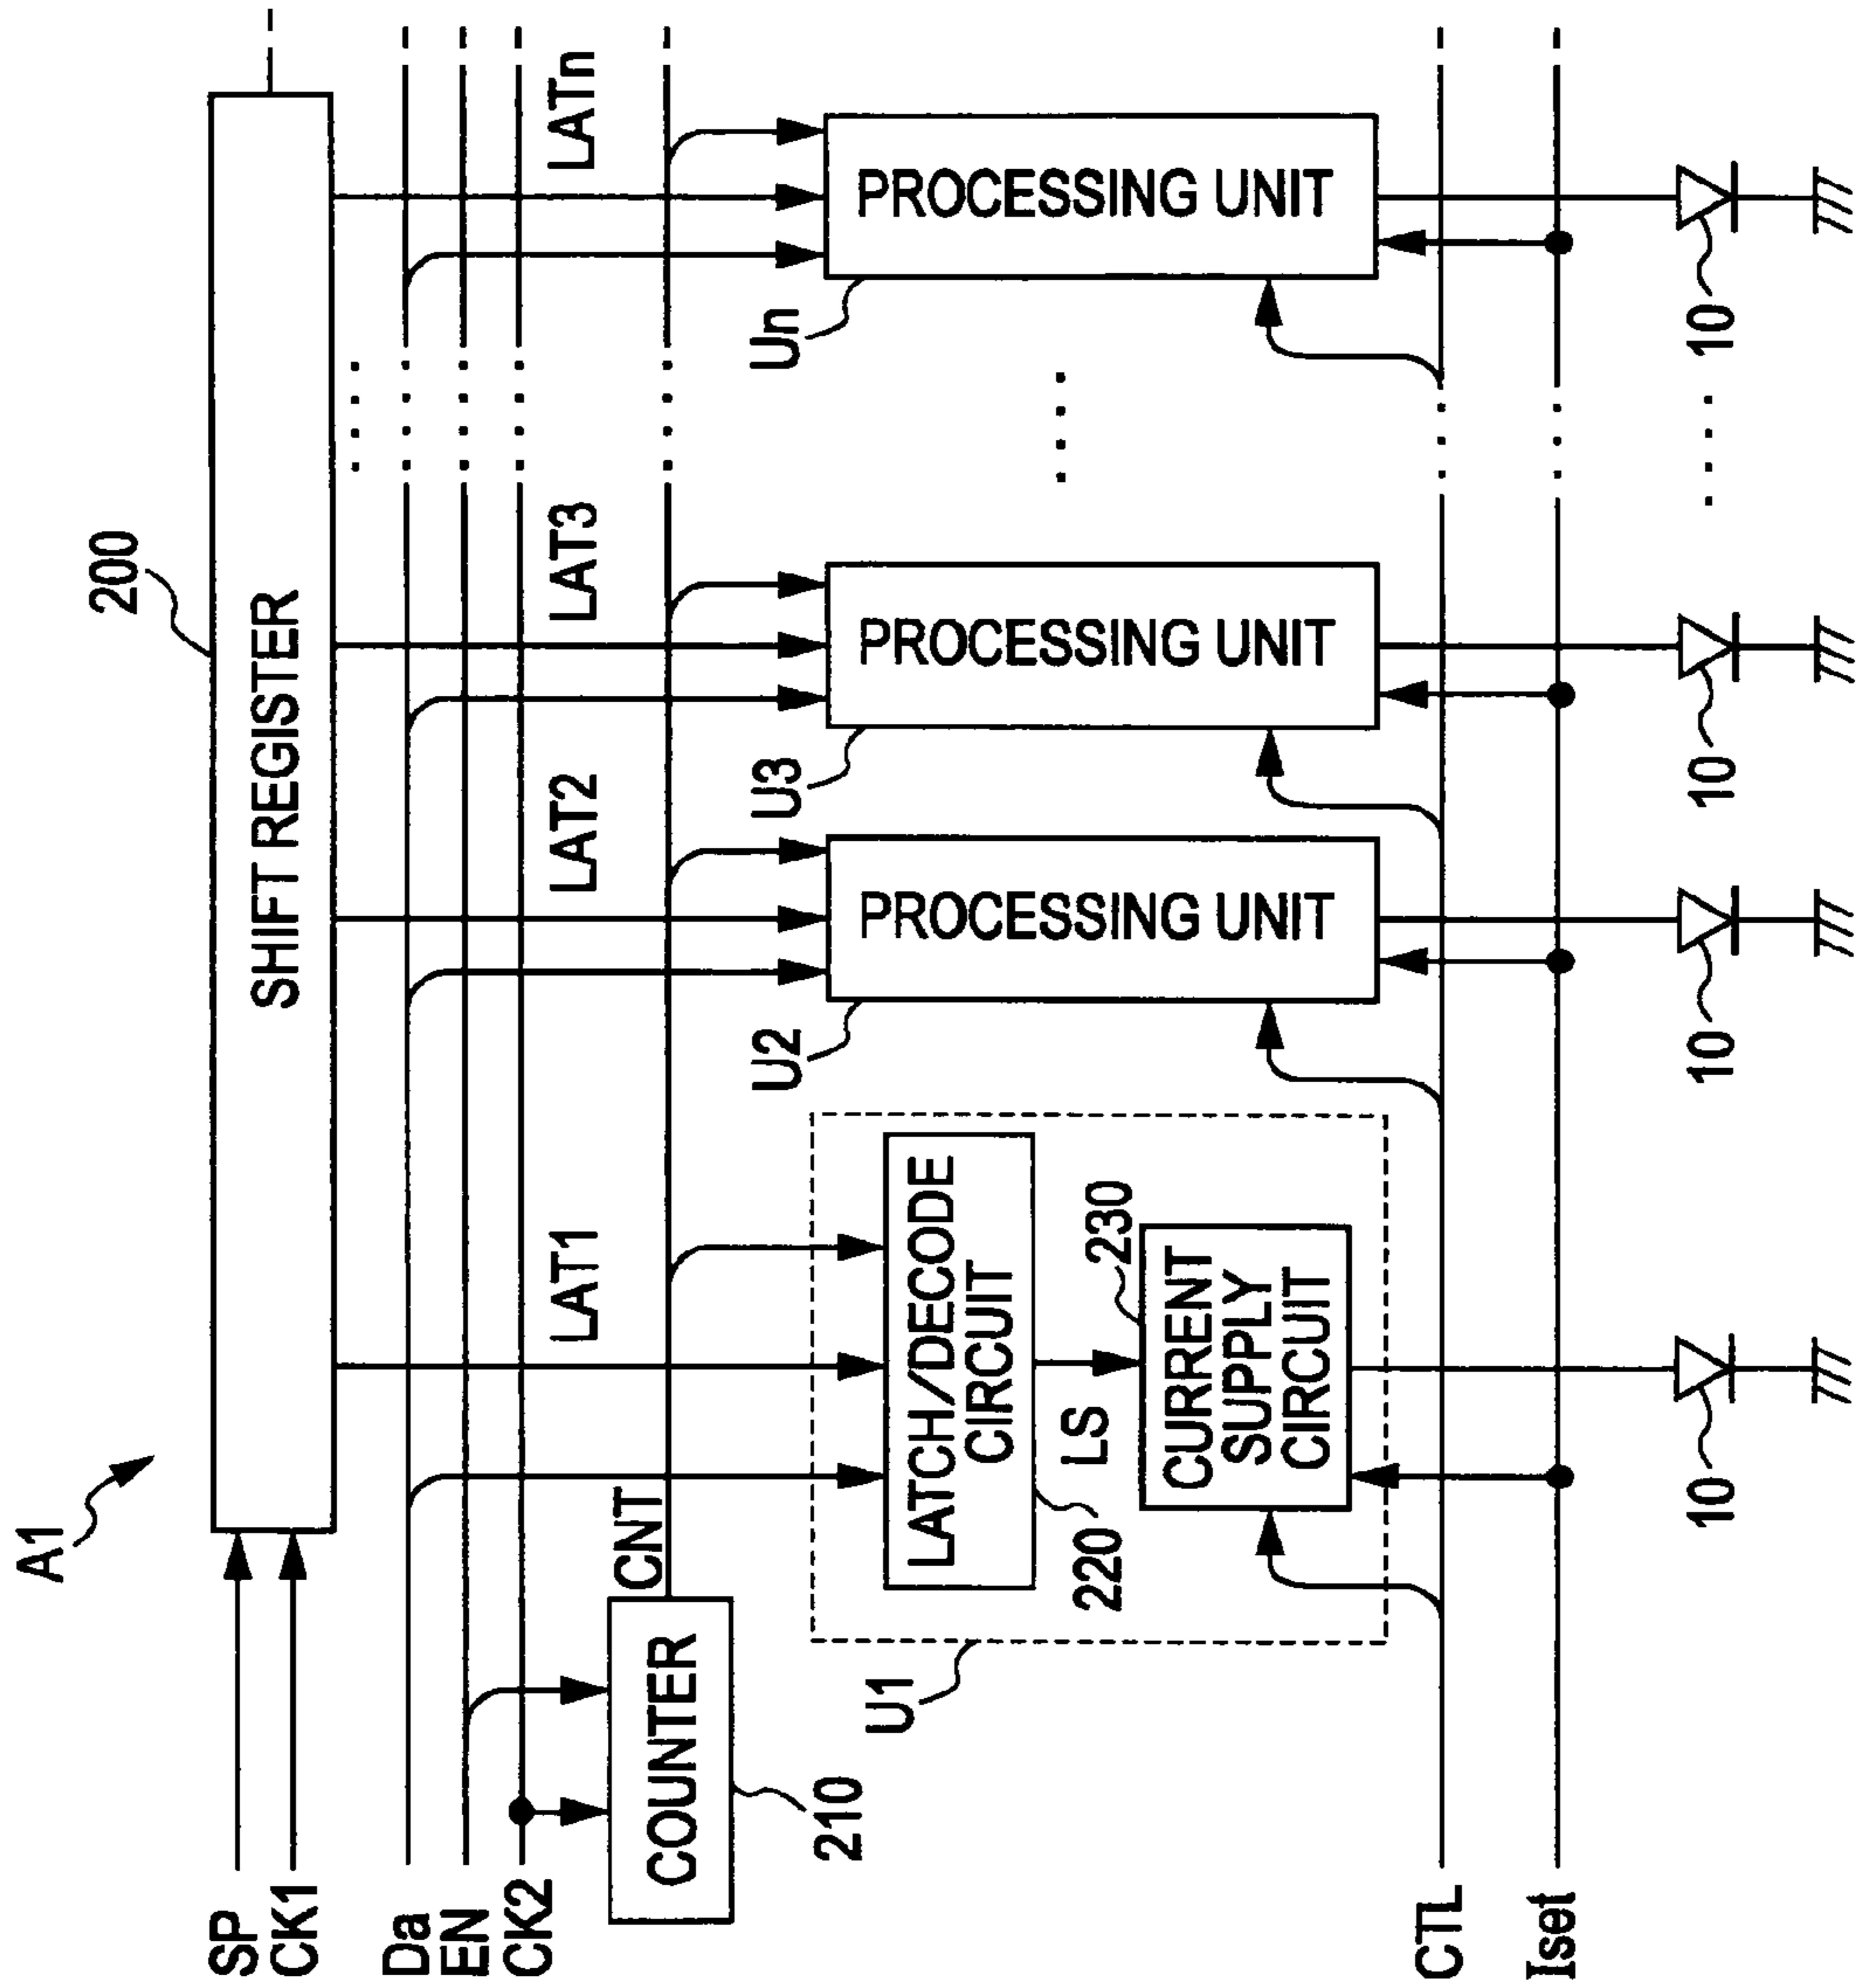 A1
200
SHIFT REGISTER
SP
CK1
Da
EN
CK2
LAT1
LAT2
LAT3
LATn
CNT
COUNTER
210
U1
LATCH/DECODE
CIRCUIT
220
LS
230
CURRENT
SUPPLY
CIRCUIT
U2
PROCESSING UNIT
U3
PROCESSING UNIT
Un
PROCESSING UNIT
CTL
Iset
10
10
10
10